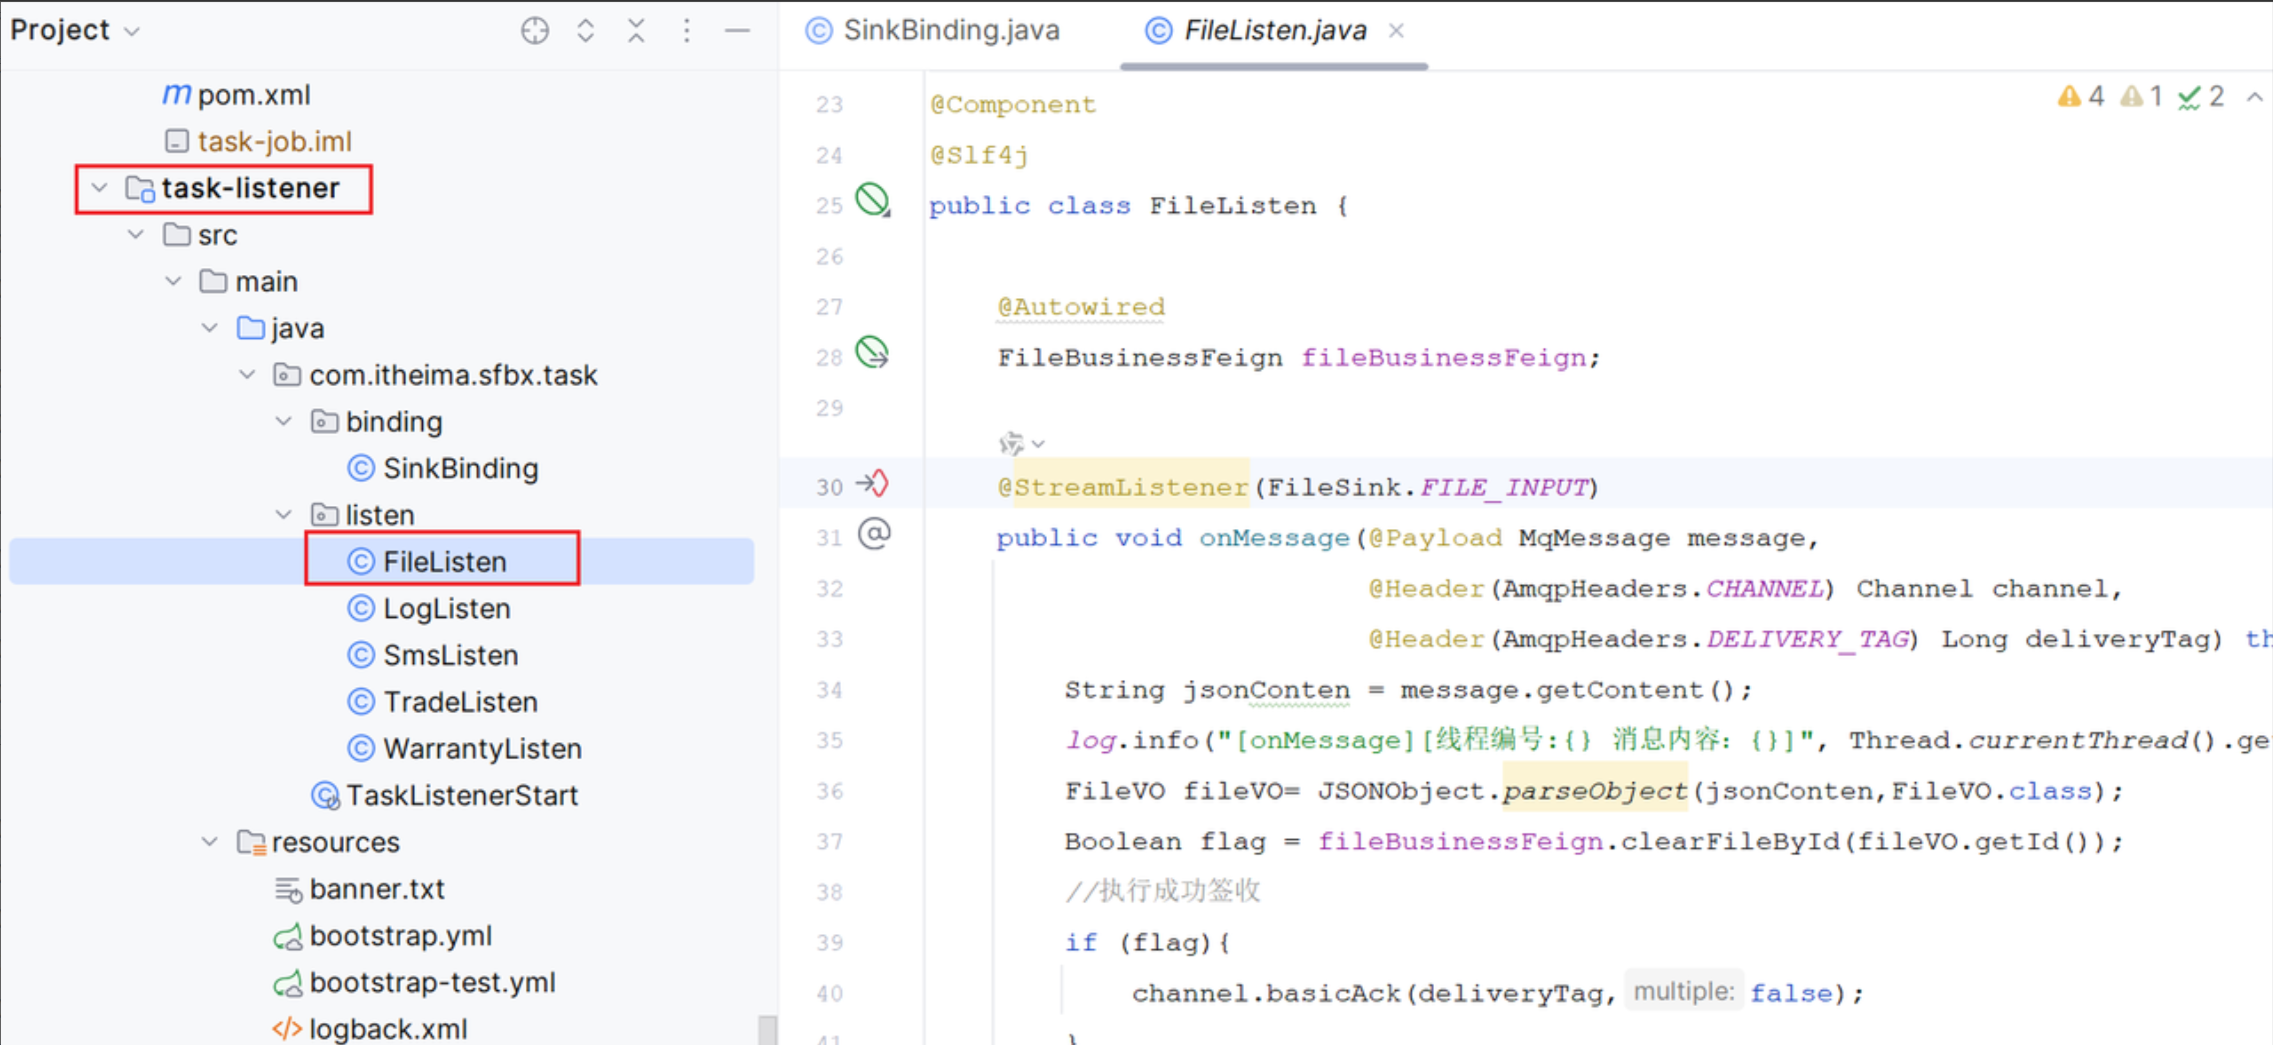 Project
pom.xml
task-job.iml
task-listener
src
main
java
com.itheima.sfbx.task
binding
SinkBinding
listen
FileListen
LogListen
SmsListen
TradeListen
WarrantyListen
TaskListenerStart
resources
banner.txt
bootstrap.yml
bootstrap-test.yml
logback.xml
SinkBinding.java
FileListen.java
4 1 2
23 @Component
24 @Slf4j
25 public class FileListen {
26
27 @Autowired
28 FileBusinessFeign fileBusinessFeign;
29
30 @StreamListener(FileSink.FILE_INPUT)
31 public void onMessage(@Payload MqMessage message,
32 @Header(AmqpHeaders.CHANNEL) Channel channel,
33 @Header(AmqpHeaders.DELIVERY_TAG) Long deliveryTag) th
34 String jsonConten = message.getContent();
35 log.info("[onMessage][线程编号:{} 消息内容: {}]", Thread.currentThread().ge
36 FileVO fileVO= JSONObject.parseObject(jsonConten,FileVO.class);
37 Boolean flag = fileBusinessFeign.clearFileById(fileVO.getId());
38 //执行成功签收
39 if (flag){
40 channel.basicAck(deliveryTag, multiple: false);
41 }